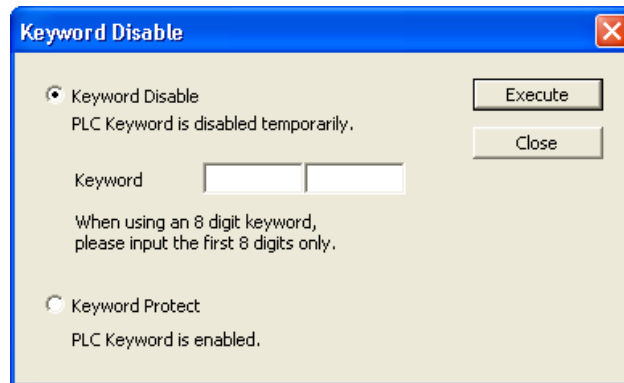 Keyword Disable
Keyword Disable
Execute
PLC Keyword is disabled temporarily.
Close
Keyword
When using an 8 digit keyword,
please input the first 8 digits only.
Keyword Protect
PLC Keyword is enabled.